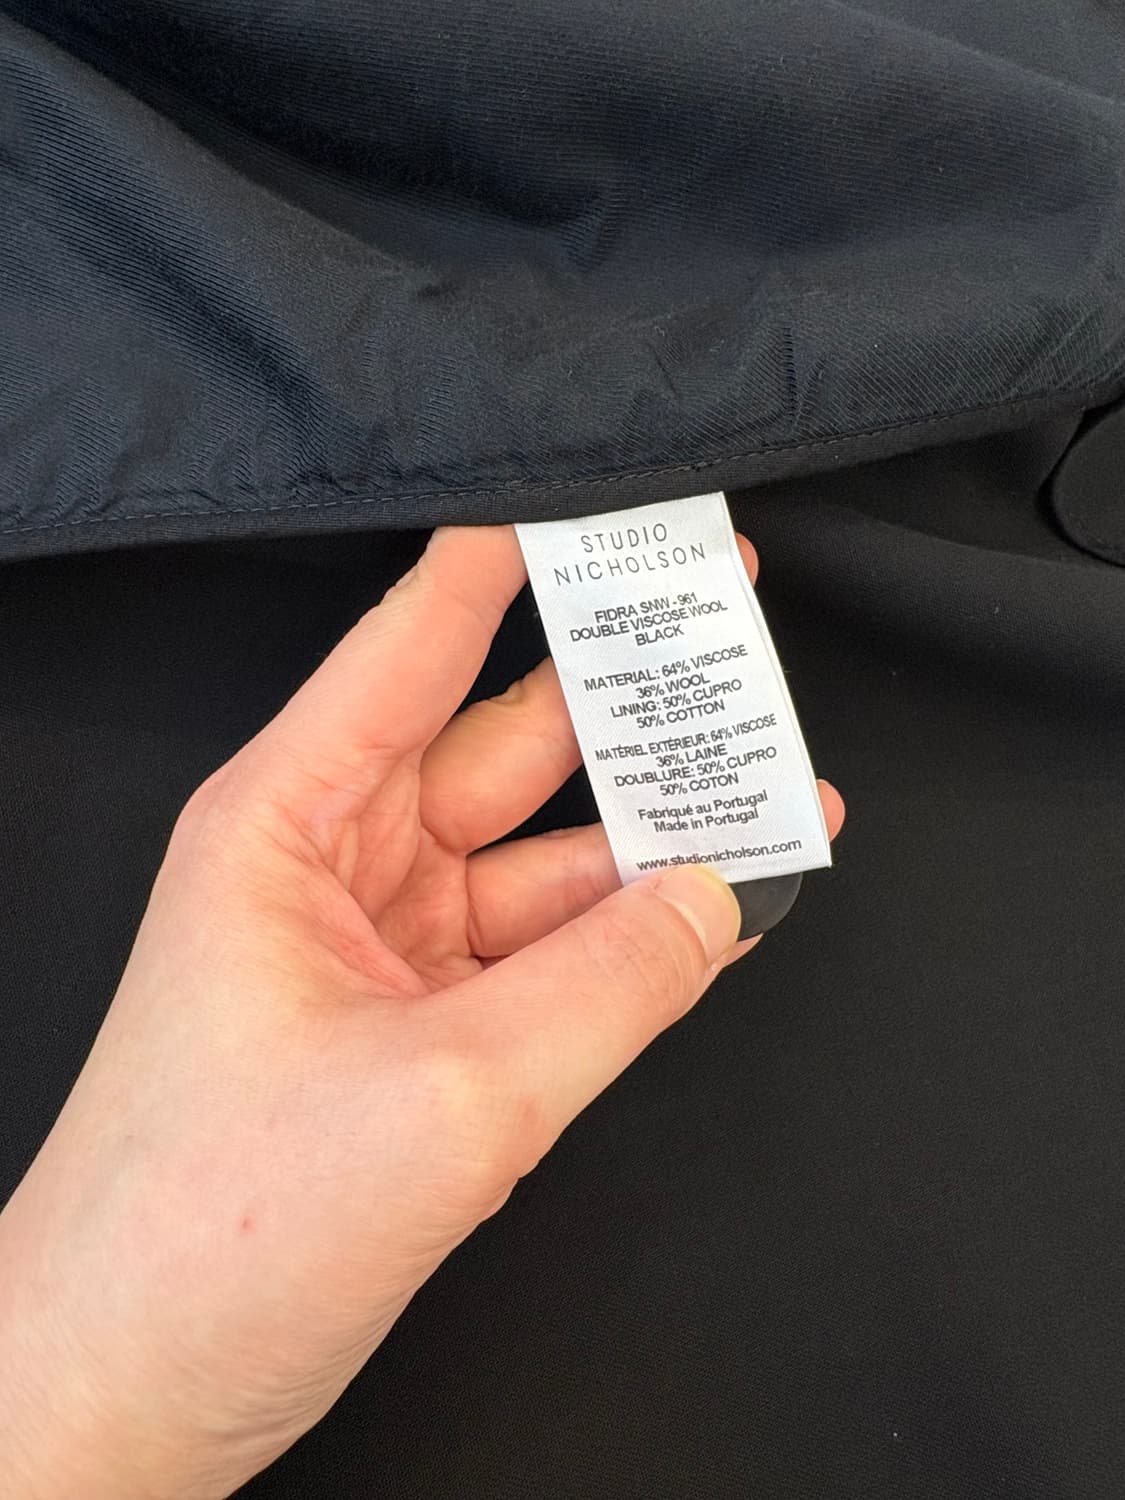 STUDIO
NICHOLSON
FIDRA SNW - 961
DOUBLE VISCOSE WOOL
BLACK
MATERIAL: 64% VISCOSE
36% WOOL
LINING: 50% CUPRO
50% COTTON
MATÉRIEL EXTÉRIEUR: 64% VISCOSE
36% LAINE
DOUBLURE: 50% CUPRO
50% COTON
Fabriqué au Portugal
Made in Portugal
www.studionicholson.com